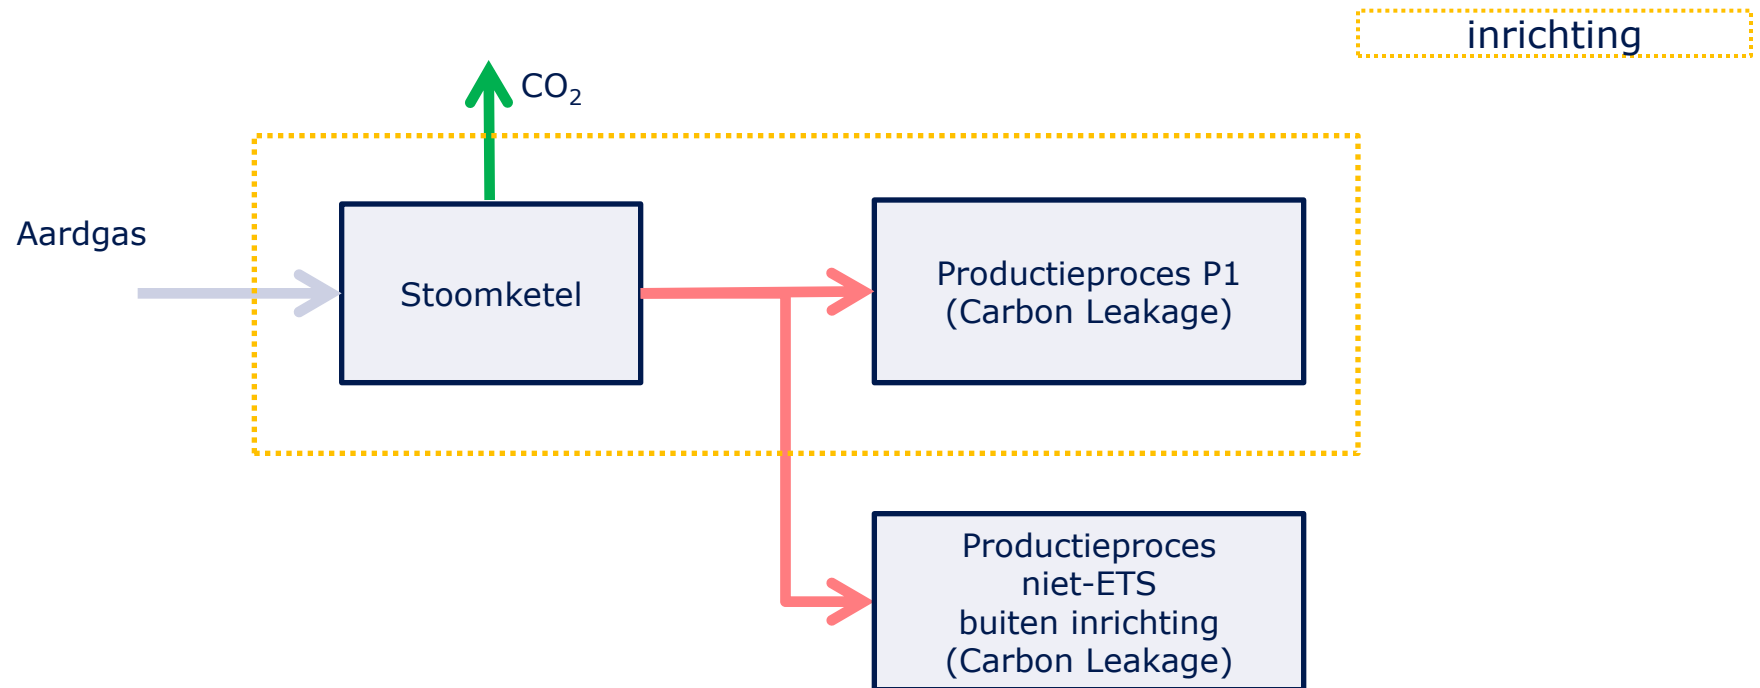 inrichting
CO₂
Aardgas
Stoomketel
Productieproces P1
(Carbon Leakage)
Productieproces
niet-ETS
buiten inrichting
(Carbon Leakage)